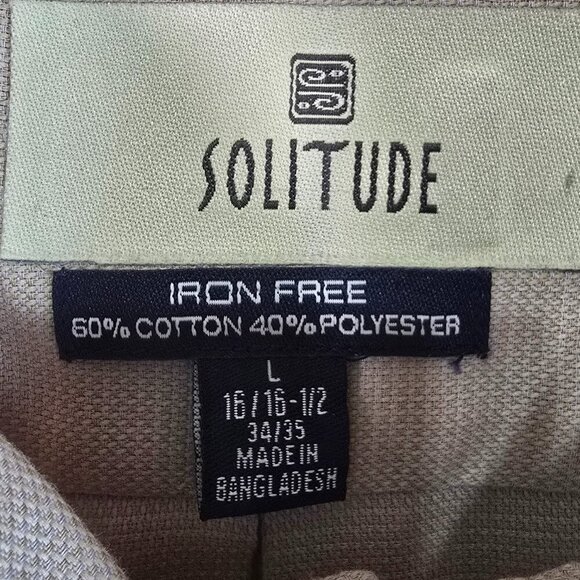 SOLITUDE
IRON FREE
60% COTTON 40% POLYESTER
L
16/16-1/2
34/35
MADE IN
BANGLADESH